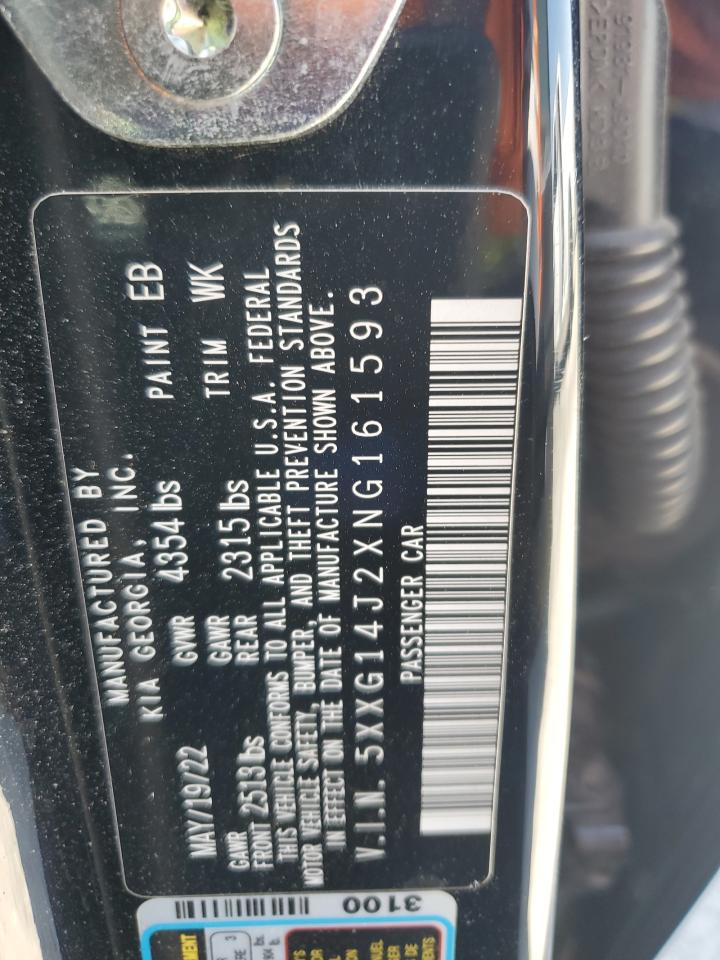 MANUFACTURED BY
KIA GEORGIA, INC.
MAY/19/22 GVWR 4354 lbs PAINT EB
GAWR FRONT 2513 lbs GAWR REAR 2315 lbs TRIM WK
THIS VEHICLE CONFORMS TO ALL APPLICABLE U.S.A. FEDERAL
MOTOR VEHICLE SAFETY, BUMPER, AND THEFT PREVENTION STANDARDS
IN EFFECT ON THE DATE OF MANUFACTURE SHOWN ABOVE.
V.I.N. 5XXG14J2XNG161593
PASSENGER CAR
3100